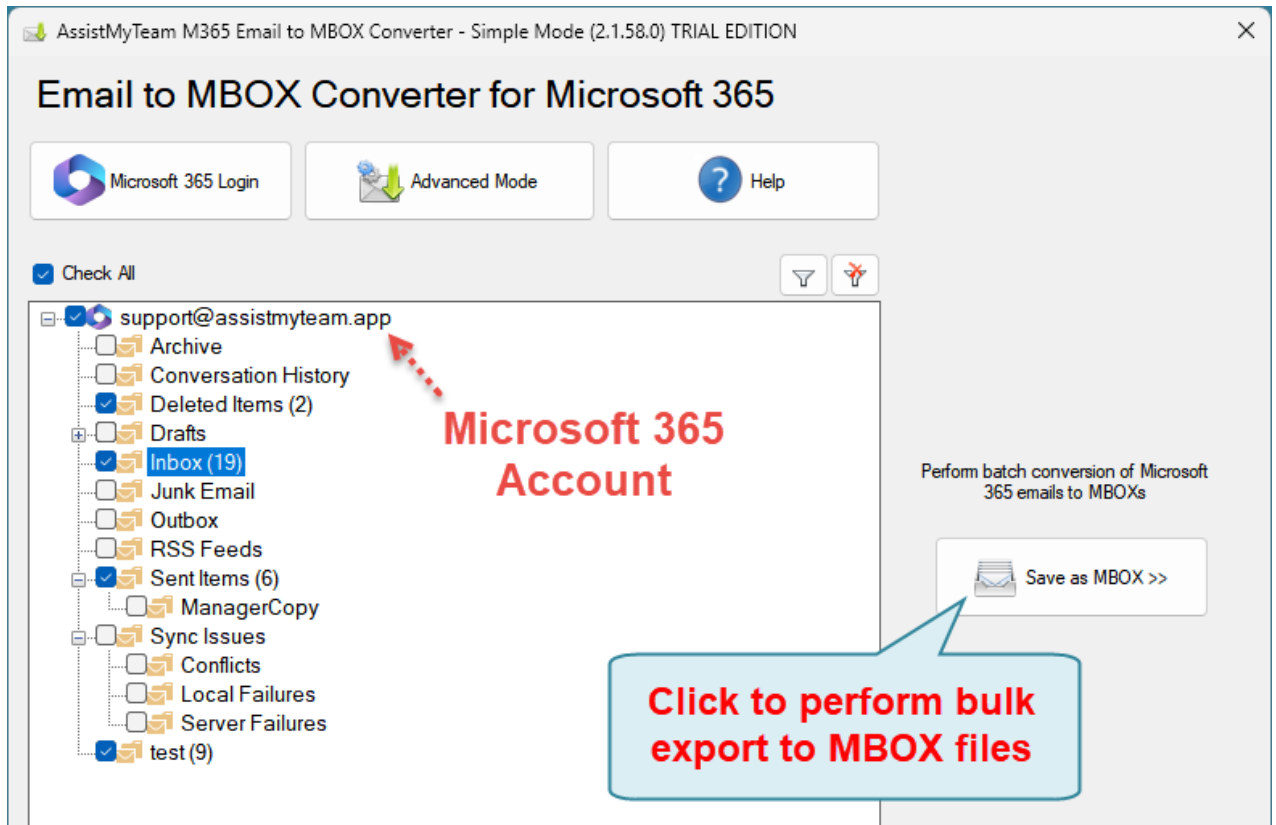 AssistMyTeam M365 Email to MBOX Converter - Simple Mode (2.1.58.0) TRIAL EDITION
Email to MBOX Converter for Microsoft 365
Microsoft 365 Login
Advanced Mode
? Help
Check All
support@assistmyteam.app
Archive
Conversation History
Deleted Items (2)
Drafts
Inbox (19)
Junk Email
Outbox
RSS Feeds
Sent Items (6)
ManagerCopy
Sync Issues
Conflicts
Local Failures
Server Failures
test (9)
Microsoft 365
Account
Perform batch conversion of Microsoft
365 emails to MBOXs
Save as MBOX >>
Click to perform bulk
export to MBOX files